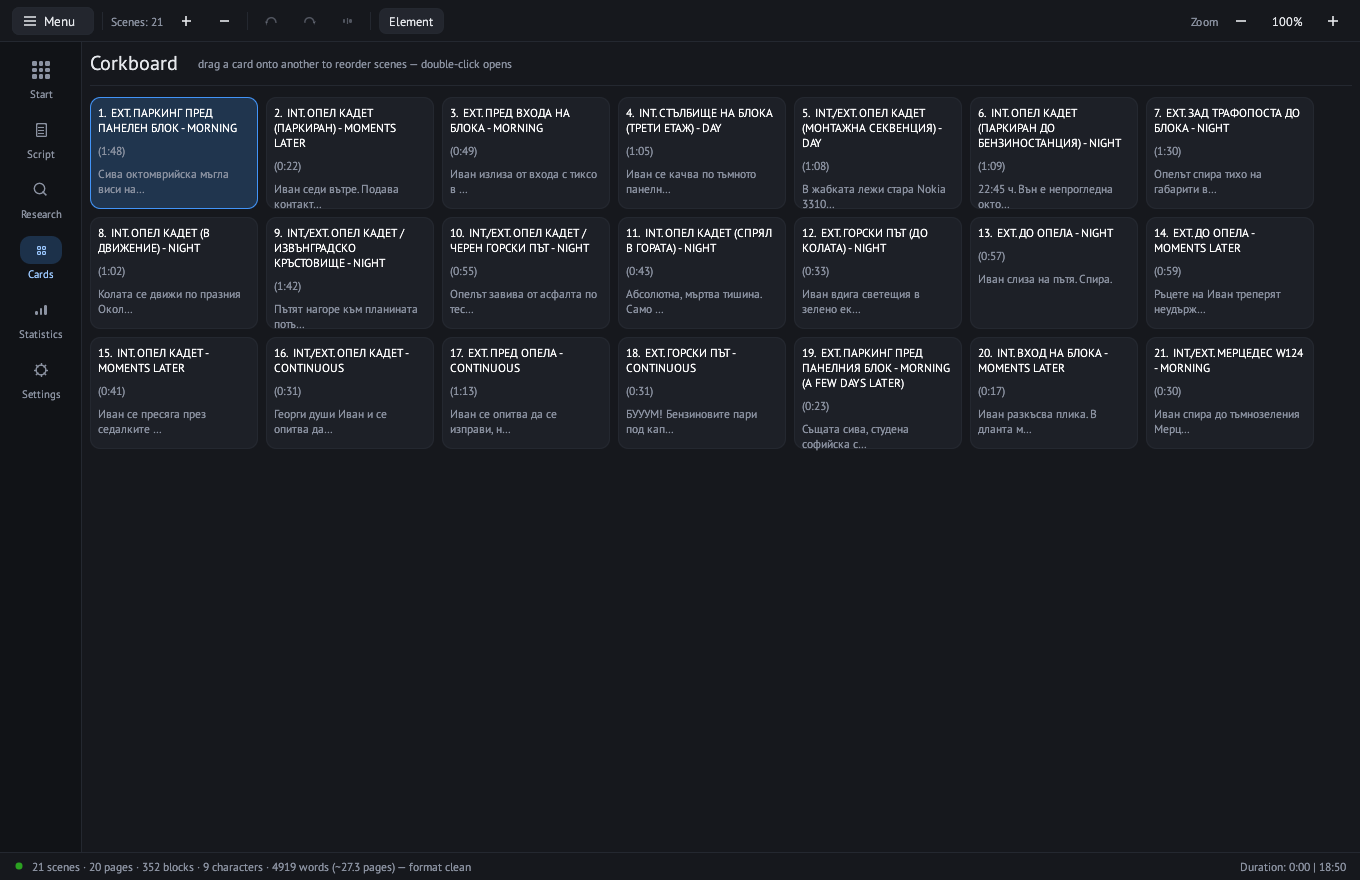 Menu
Scenes: 21
Element
Zoom
100%
Start
Script
Research
Cards
Statistics
Settings
Corkboard
drag a card onto another to reorder scenes — double-click opens
1. EXT. ПАРКИНГ ПРЕД
ПАНЕЛЕН БЛОК - MORNING
(1:48)
Сива октомврийска мъгла
виси на...
2. INT. ОПЕЛ КАДЕТ
(ПАРКИРАН) - MOMENTS
LATER
(0:22)
Иван седи вътре. Подава
контакт...
3. EXT. ПРЕД ВХОДА НА
БЛОКА - MORNING
(0:49)
Иван излиза от входа с тиксо
в ...
4. INT. СТЪЛБИЩЕ НА БЛОКА
(ТРЕТИ ЕТАЖ) - DAY
(1:05)
Иван се качва по тъмното
панелн...
5. INT./EXT. ОПЕЛ КАДЕТ
(МОНТАЖНА СЕКВЕНЦИЯ) -
DAY
(1:08)
В жабката лежи стара Nokia
3310...
6. INT. ОПЕЛ КАДЕТ
(ПАРКИРАН ДО
БЕНЗИНОСТАНЦИЯ) - NIGHT
(1:09)
22:45 ч. Вън е непрогледна
окто...
7. EXT. ЗАД ТРАФОПОСТА ДО
БЛОКА - NIGHT
(1:30)
Опелът спира тихо на
габарити в...
8. INT. ОПЕЛ КАДЕТ (В
ДВИЖЕНИЕ) - NIGHT
(1:02)
Колата се движи по празния
Окол...
9. INT./EXT. ОПЕЛ КАДЕТ /
ИЗВЪНГРАДСКО
КРЪСТОВИЩЕ - NIGHT
(1:42)
Пътят нагоре към планината
поть...
10. INT./EXT. ОПЕЛ КАДЕТ /
ЧЕРЕН ГОРСКИ ПЪТ - NIGHT
(0:55)
Опелът завива от асфалта по
тес...
11. INT. ОПЕЛ КАДЕТ (СПРЯЛ
В ГОРАТА) - NIGHT
(0:43)
Абсолютна, мъртва тишина.
Само ...
12. EXT. ГОРСКИ ПЪТ (ДО
КОЛАТА) - NIGHT
(0:33)
Иван вдига светещия в
зелено ек...
13. EXT. ДО ОПЕЛА - NIGHT
(0:57)
Иван слиза на пътя. Спира.
14. EXT. ДО ОПЕЛА -
MOMENTS LATER
(0:59)
Ръцете на Иван треперят
неудърж...
15. INT. ОПЕЛ КАДЕТ -
MOMENTS LATER
(0:41)
Иван се пресяга през
седалките ...
16. INT./EXT. ОПЕЛ КАДЕТ -
CONTINUOUS
(0:31)
Георги души Иван и се
опитва да...
17. EXT. ПРЕД ОПЕЛА -
CONTINUOUS
(1:13)
Иван се опитва да се
изправи, н...
18. EXT. ГОРСКИ ПЪТ -
CONTINUOUS
(0:31)
БУУУМ! Бензиновите пари
под кап...
19. EXT. ПАРКИНГ ПРЕД
ПАНЕЛНИЯ БЛОК - MORNING
(A FEW DAYS LATER)
(0:23)
Същата сива, студена
софийска с...
20. INT. ВХОД НА БЛОКА -
MOMENTS LATER
(0:17)
Иван разкъсва плика. В
дланта м...
21. INT./EXT. МЕРЦЕДЕС W124
- MORNING
(0:30)
Иван спира до тъмнозеления
Мерц...
21 scenes · 20 pages · 352 blocks · 9 characters · 4919 words (~27.3 pages) — format clean
Duration: 0:00 | 18:50